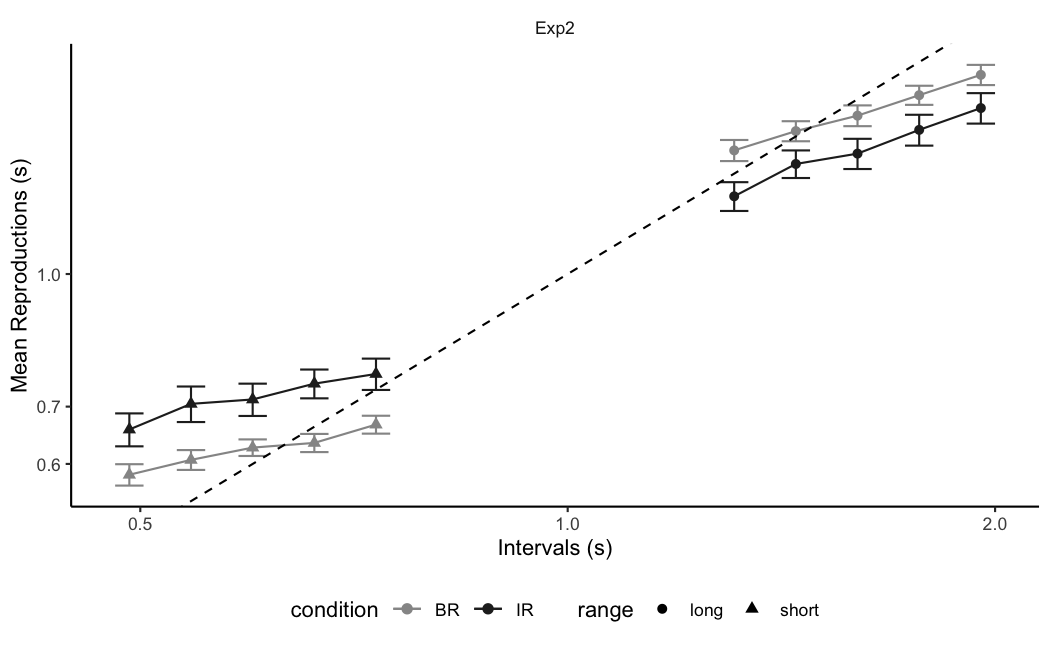 Exp2
Mean Reproductions (s)
1.0
0.7
0.6
0.5 1.0 2.0
Intervals (s)
condition BR IR range long short